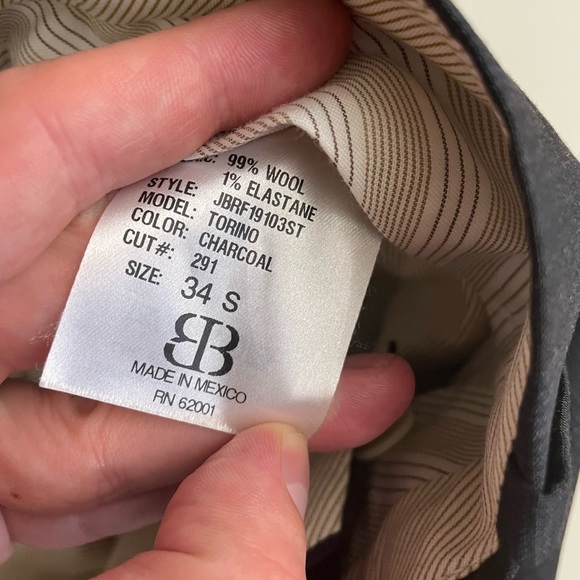 99% WOOL
1% ELASTANE
STYLE: JBRF19103ST
MODEL: TORINO
COLOR: CHARCOAL
CUT#: 291
SIZE: 34 S
BB
MADE IN MEXICO
RN 62001